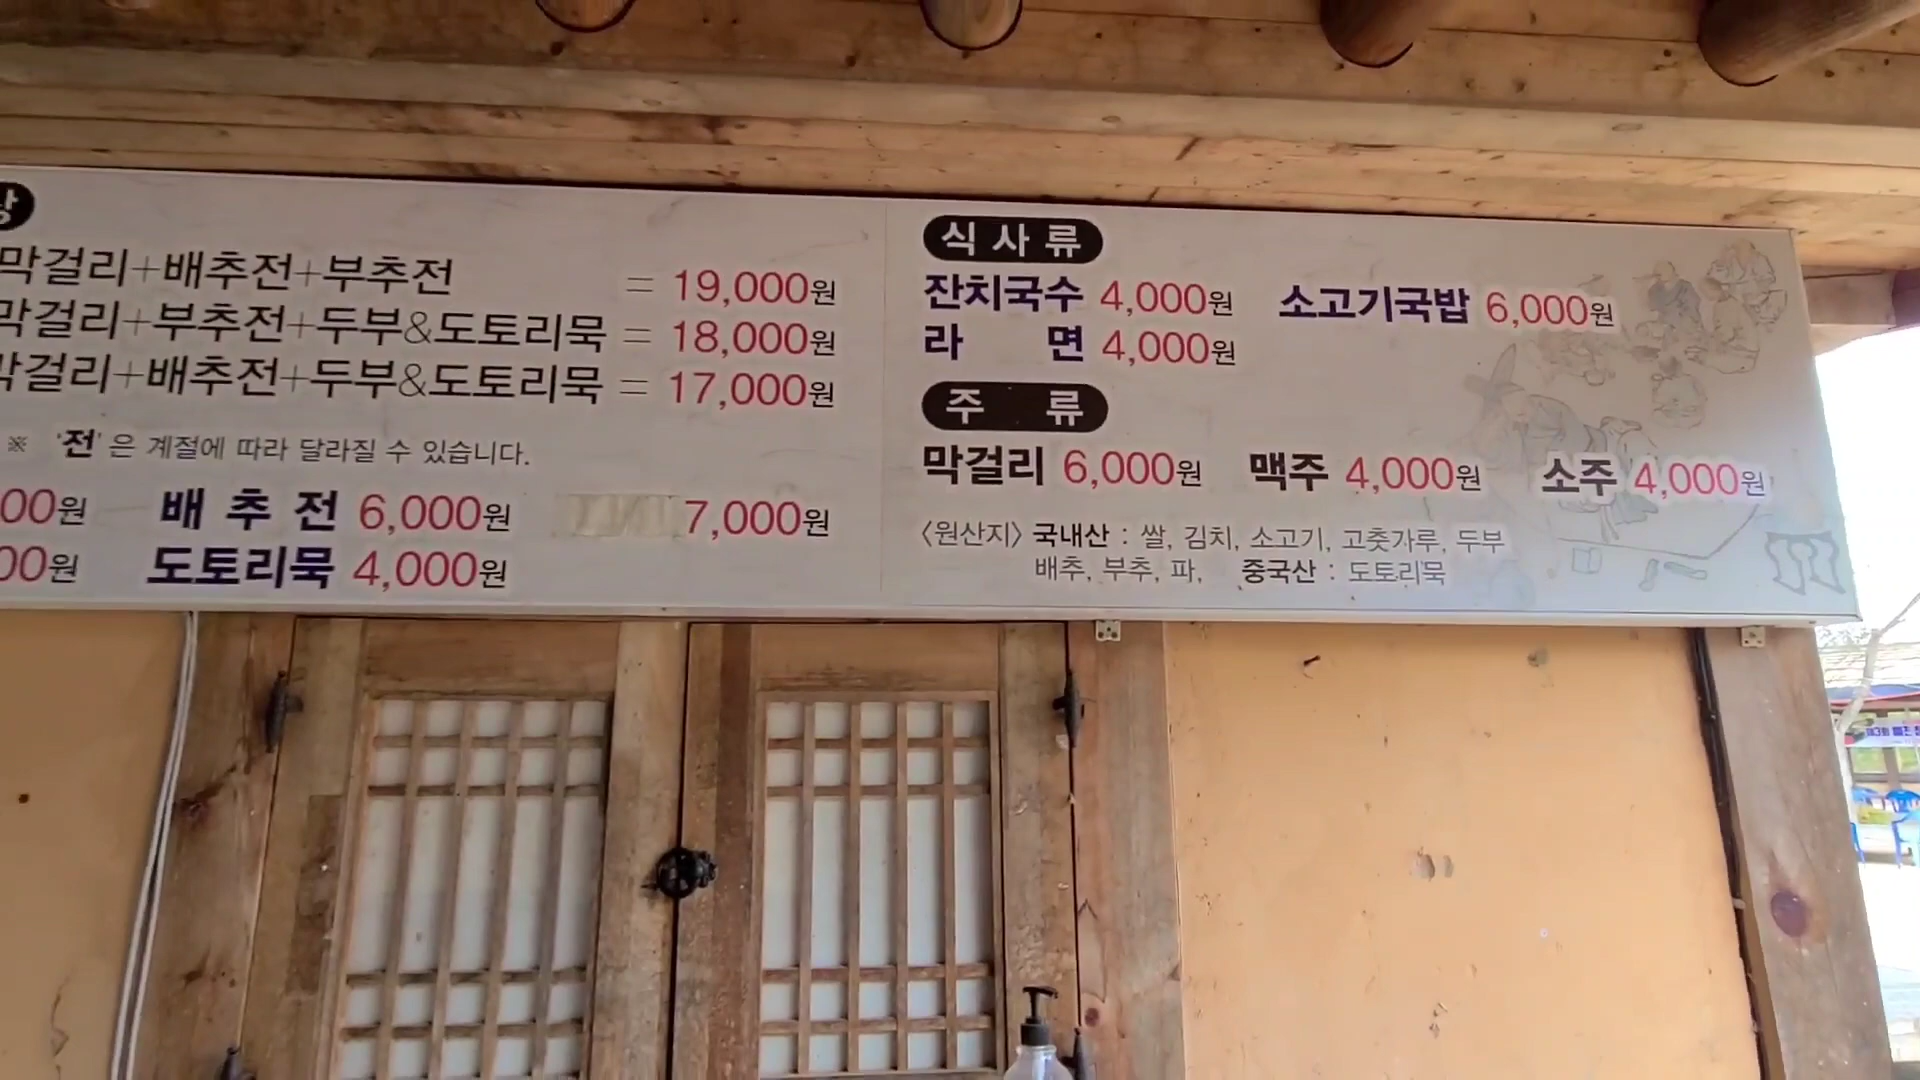 막걸리+배추전+부추전 = 19,000원
막걸리+부추전+두부&도토리묵 = 18,000원
막걸리+배추전+두부&도토리묵 = 17,000원
※ '전'은 계절에 따라 달라질 수 있습니다.
00원 배추전 6,000원 7,000원
00원 도토리묵 4,000원
식사류
잔치국수 4,000원 소고기국밥 6,000원
라면 4,000원
주류
막걸리 6,000원 맥주 4,000원 소주 4,000원
〈원산지〉 국내산 : 쌀, 김치, 소고기, 고춧가루, 두부
배추, 부추, 파, 중국산 : 도토리묵